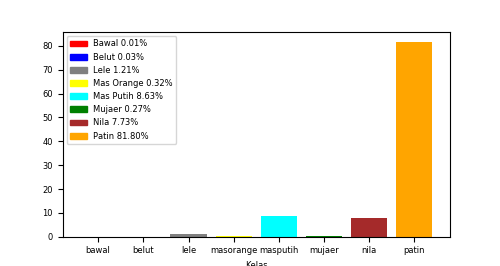 80
70
60
50
40
30
20
10
0
Bawal 0.01%
Belut 0.03%
Lele 1.21%
Mas Orange 0.32%
Mas Putih 8.63%
Mujaer 0.27%
Nila 7.73%
Patin 81.80%
bawal belut lele masorange masputih mujaer nila patin
Kelas